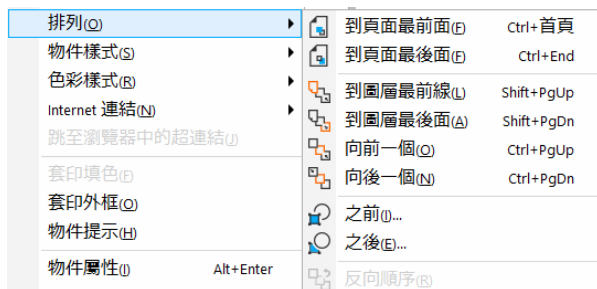 排列(O)
物件樣式(S)
色彩樣式(R)
Internet 連結(N)
跳至瀏覽器中的超連結(J)
套印填色(F)
套印外框(O)
物件提示(H)
物件屬性(I) Alt+Enter
到頁面最前面(F) Ctrl+首頁
到頁面最後面(F) Ctrl+End
到圖層最前線(L) Shift+PgUp
到圖層最後面(A) Shift+PgDn
向前一個(O) Ctrl+PgUp
向後一個(N) Ctrl+PgDn
之前(I)...
之後(E)...
反向順序(R)